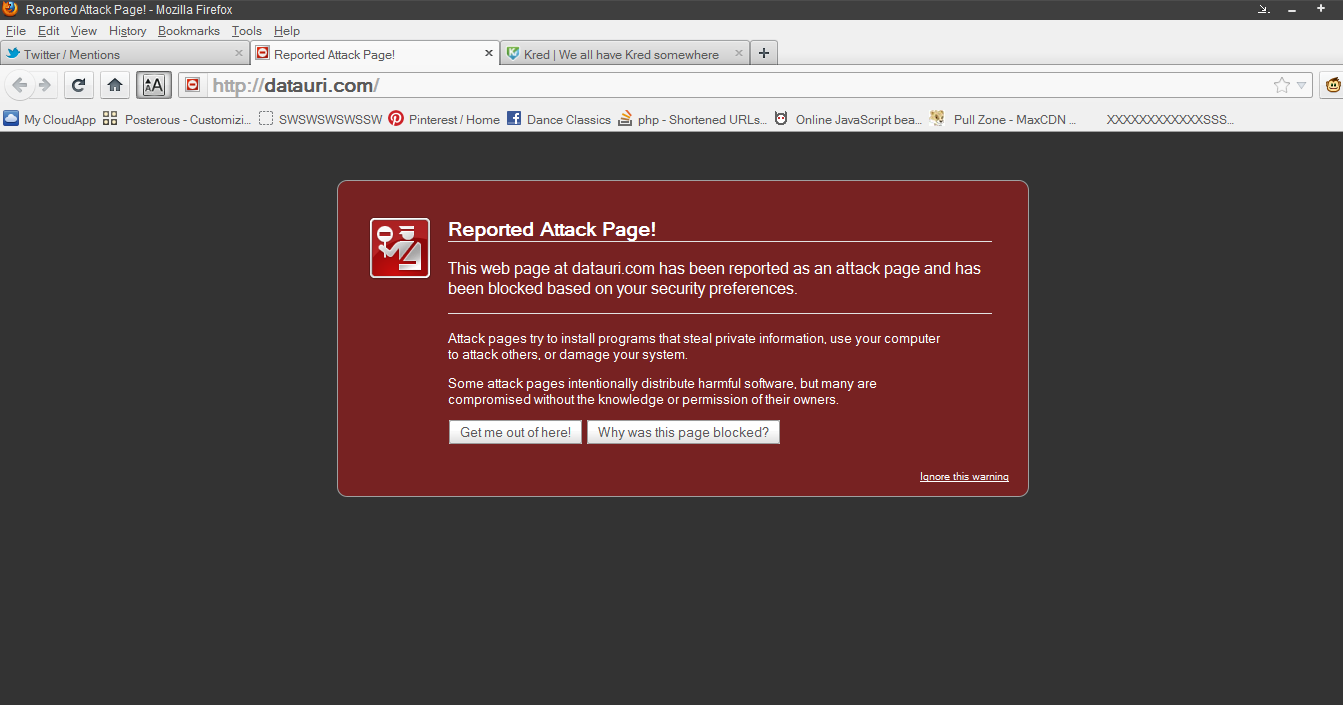 Reported Attack Page! - Mozilla Firefox
File Edit View History Bookmarks Tools Help
Twitter / Mentions Reported Attack Page! Kred | We all have Kred somewhere
AA http://datauri.com/
My CloudApp Posterous - Customizi... SWSWSWSWSSW Pinterest / Home Dance Classics php - Shortened URLs... Online JavaScript bea... Pull Zone - MaxCDN ... XXXXXXXXXXXXSSS...
Reported Attack Page!
This web page at datauri.com has been reported as an attack page and has
been blocked based on your security preferences.
Attack pages try to install programs that steal private information, use your computer
to attack others, or damage your system.
Some attack pages intentionally distribute harmful software, but many are
compromised without the knowledge or permission of their owners.
Get me out of here! Why was this page blocked?
Ignore this warning